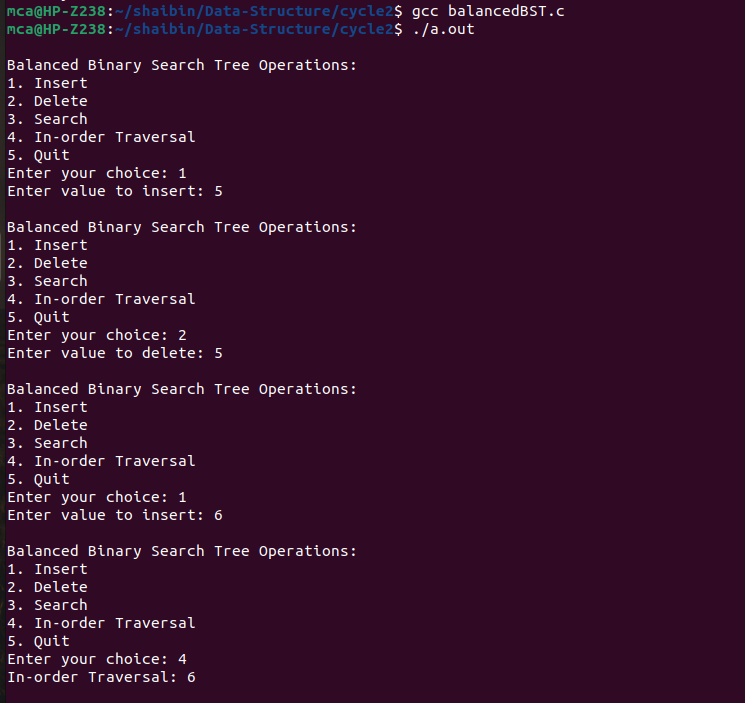 mca@HP-Z238:~/shaibin/Data-Structure/cycle2$ gcc balancedBST.c
mca@HP-Z238:~/shaibin/Data-Structure/cycle2$ ./a.out
Balanced Binary Search Tree Operations:
1. Insert
2. Delete
3. Search
4. In-order Traversal
5. Quit
Enter your choice: 1
Enter value to insert: 5
Balanced Binary Search Tree Operations:
1. Insert
2. Delete
3. Search
4. In-order Traversal
5. Quit
Enter your choice: 2
Enter value to delete: 5
Balanced Binary Search Tree Operations:
1. Insert
2. Delete
3. Search
4. In-order Traversal
5. Quit
Enter your choice: 1
Enter value to insert: 6
Balanced Binary Search Tree Operations:
1. Insert
2. Delete
3. Search
4. In-order Traversal
5. Quit
Enter your choice: 4
In-order Traversal: 6